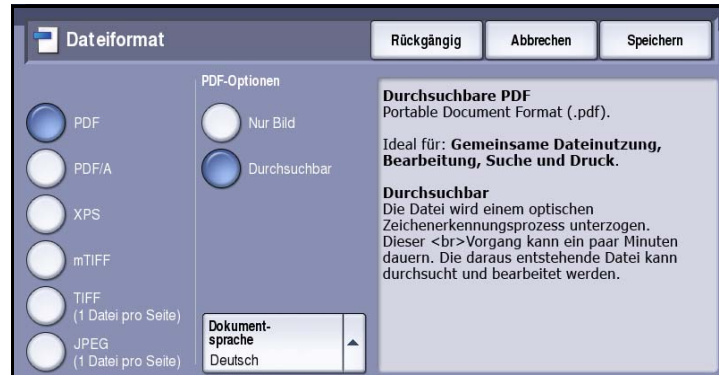 Dateiformat
Rückgängig
Abbrechen
Speichern
PDF
PDF/A
XPS
mTIFF
TIFF
(1 Datei pro Seite)
JPEG
(1 Datei pro Seite)
PDF-Optionen
Nur Bild
Durchsuchbar
Dokument-
sprache
Deutsch
Durchsuchbare PDF
Portable Document Format (.pdf).
Ideal für: Gemeinsame Dateinutzung,
Bearbeitung, Suche und Druck.
Durchsuchbar
Die Datei wird einem optischen
Zeichenerkennungsprozess unterzogen.
Dieser <br>Vorgang kann ein paar Minuten
dauern. Die daraus entstehende Datei kann
durchsucht und bearbeitet werden.